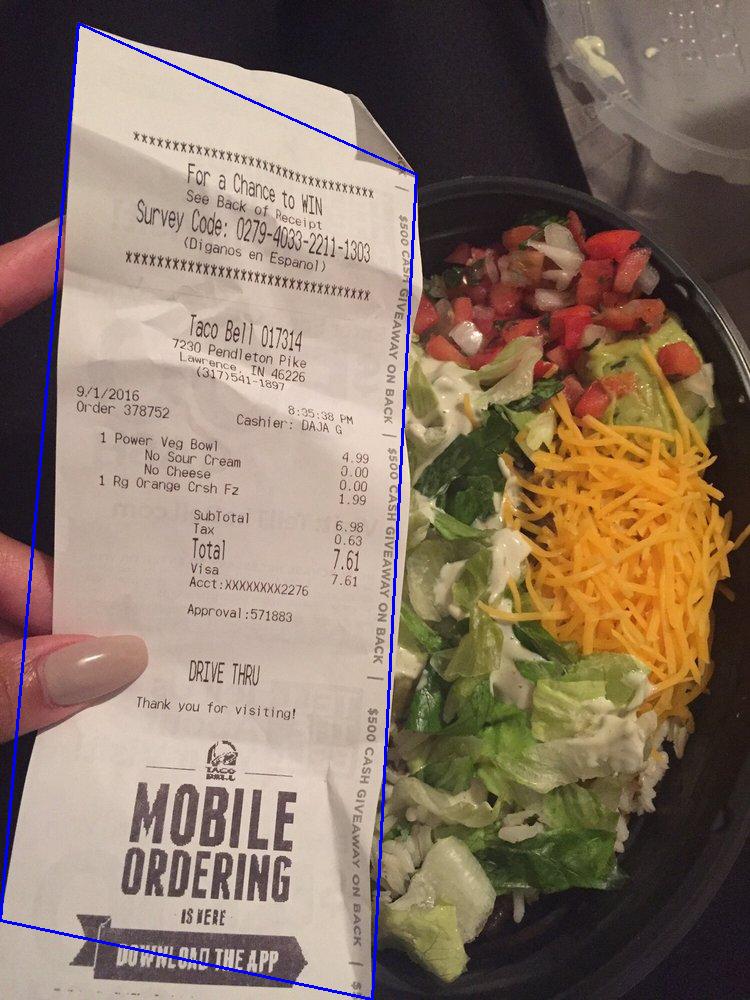 xxxxxxxxxxxxxxxxxxxxxxxxxxxxxxxx
For a Chance to WIN
See Back of Receipt
Survey Code: 0279-4033-2211-1303
(Diganos en Espanol)
xxxxxxxxxxxxxxxxxxxxxxxxxxxxxxxx
Taco Bell 017314
7230 Pendleton Pike
Lawrence, IN 46226
(317)541-1897
9/1/2016 8:35:38 PM
Order 378752 Cashier: DAJA G
1 Power Veg Bowl 4.99
No Sour Cream 0.00
No Cheese 0.00
1 Rg Orange Crsh Fz 1.99
SubTotal 6.98
Tax 0.63
Total 7.61
Visa 7.61
Acct:XXXXXXXX2276
Approval:571883
DRIVE THRU
Thank you for visiting!
TACO
BELL
MOBILE
ORDERING
IS HERE
DOWNLOAD THE APP
| $500 CASH GIVEAWAY ON BACK | $500 CASH GIVEAWAY ON BACK | $500 CASH GIVEAWAY ON BACK |